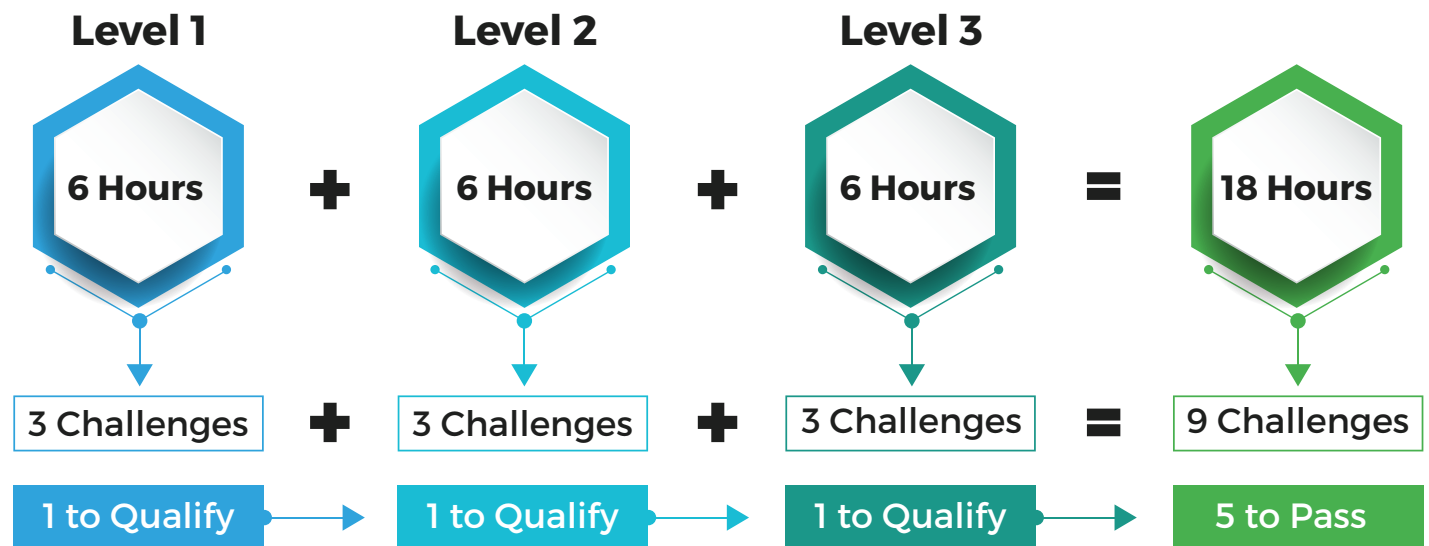 Level 1
Level 2
Level 3
6 Hours + 6 Hours + 6 Hours = 18 Hours
3 Challenges + 3 Challenges + 3 Challenges = 9 Challenges
1 to Qualify
1 to Qualify
1 to Qualify
5 to Pass